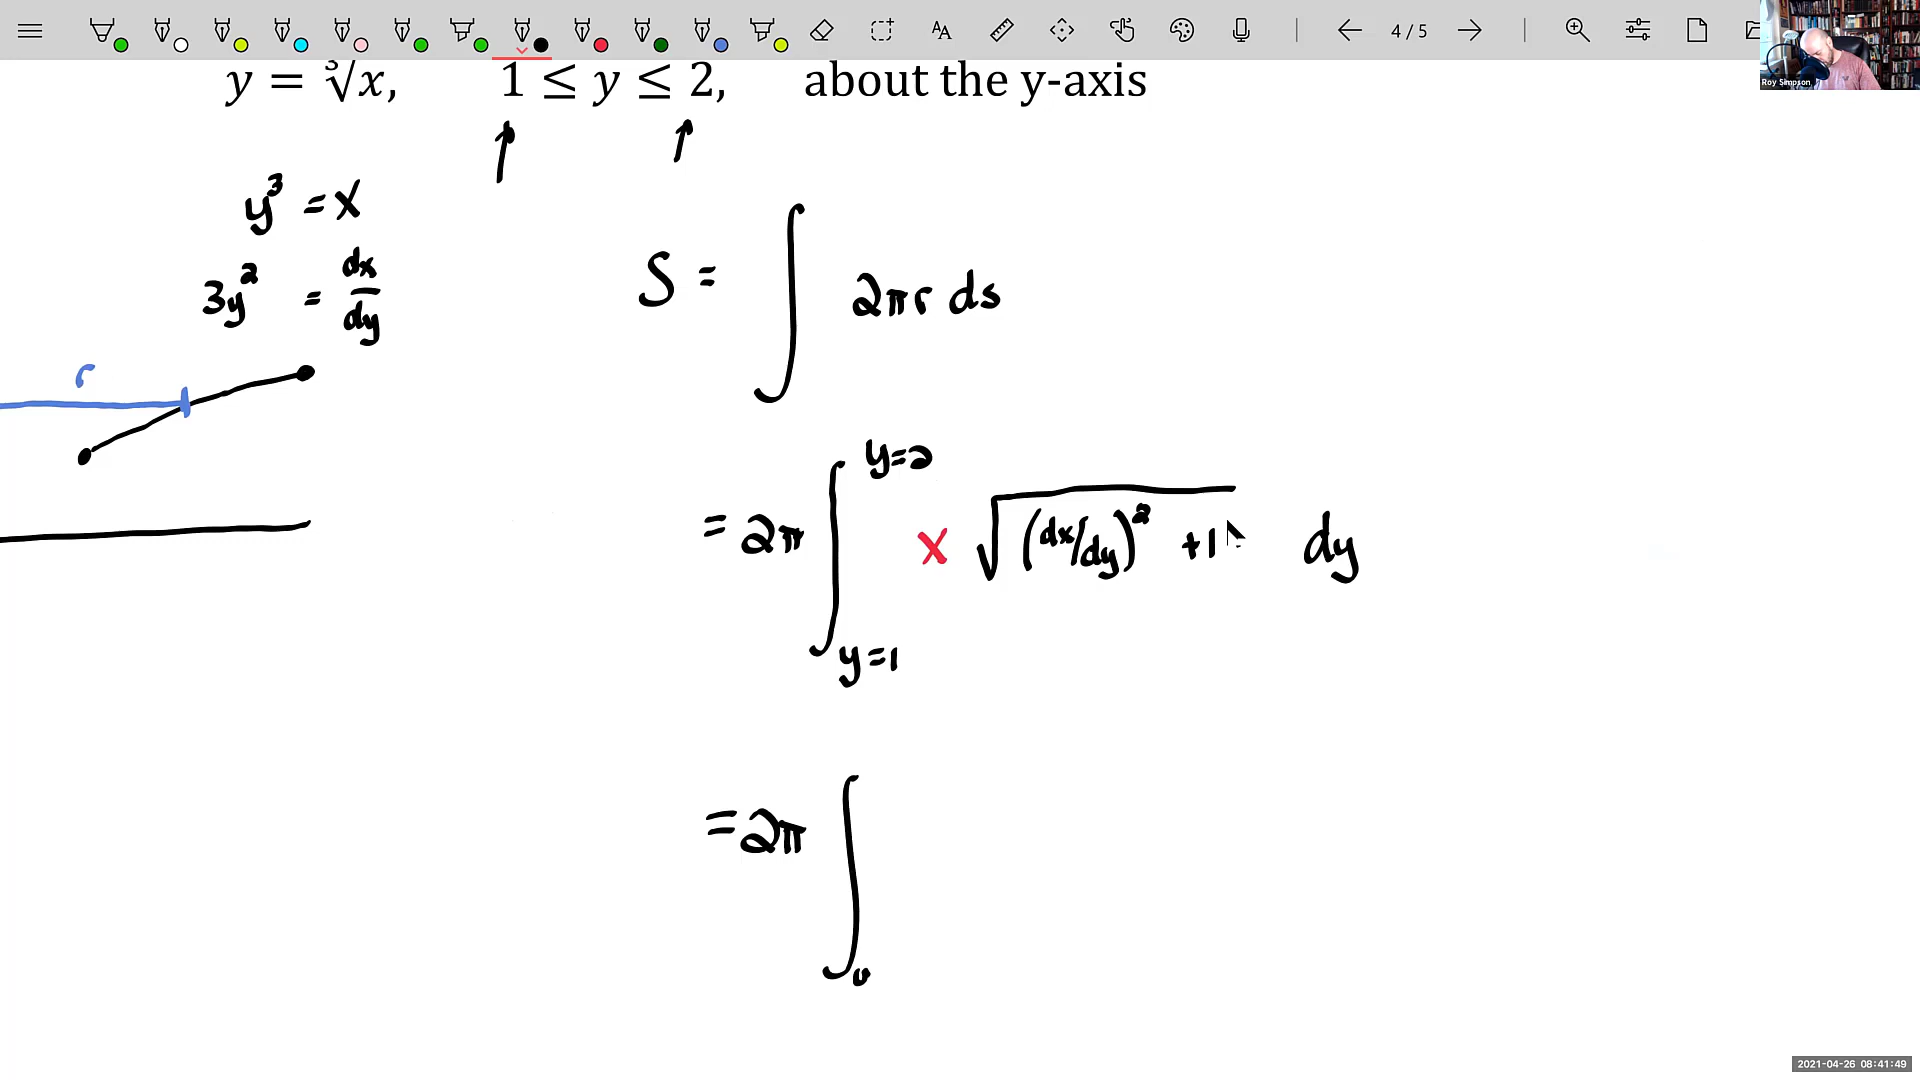 4 / 5
Roy Simpson
y = ∛x, 1 ≤ y ≤ 2, about the y-axis
y³ = x
3y² = dx/dy
r
S = ∫ 2πr ds
= 2π ∫_{y=1}^{y=2} x √((dx/dy)² + 1) dy
= 2π ∫
2021-04-26 08:41:49